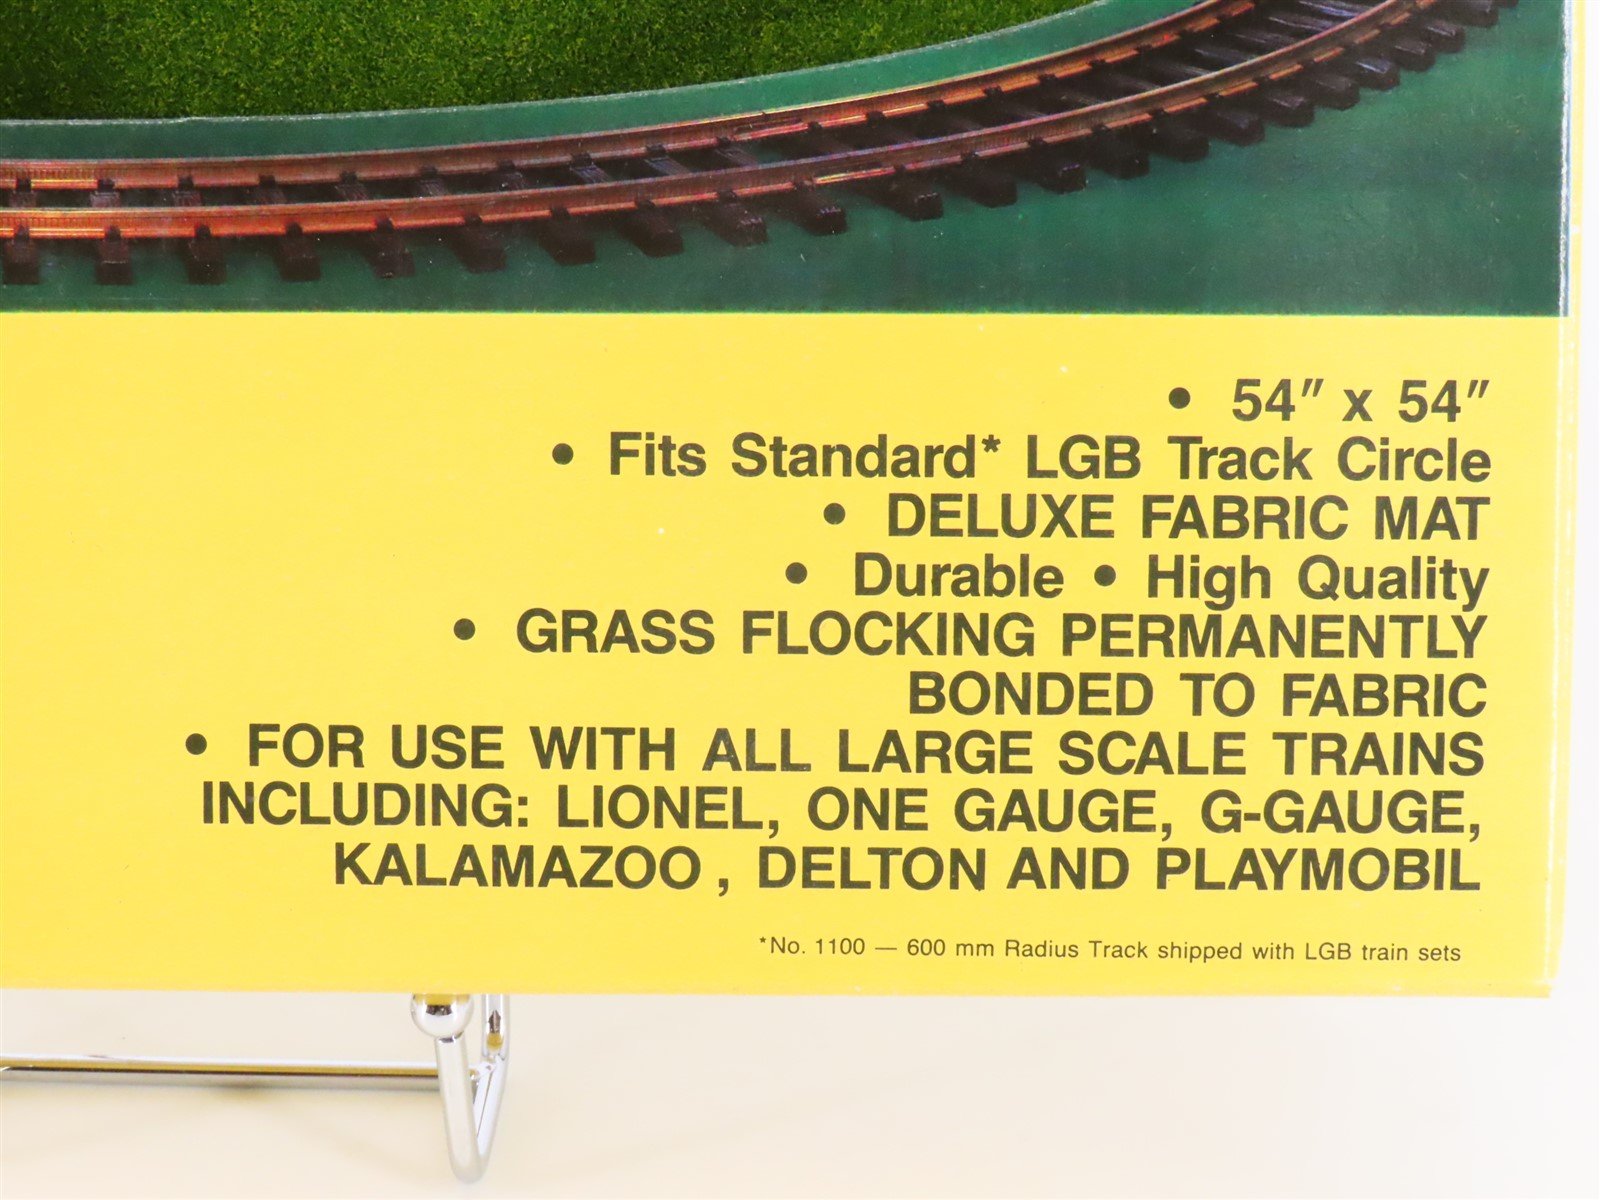 • 54″ x 54″
• Fits Standard* LGB Track Circle
• DELUXE FABRIC MAT
• Durable • High Quality
• GRASS FLOCKING PERMANENTLY
BONDED TO FABRIC
• FOR USE WITH ALL LARGE SCALE TRAINS
INCLUDING: LIONEL, ONE GAUGE, G-GAUGE,
KALAMAZOO , DELTON AND PLAYMOBIL
*No. 1100 — 600 mm Radius Track shipped with LGB train sets